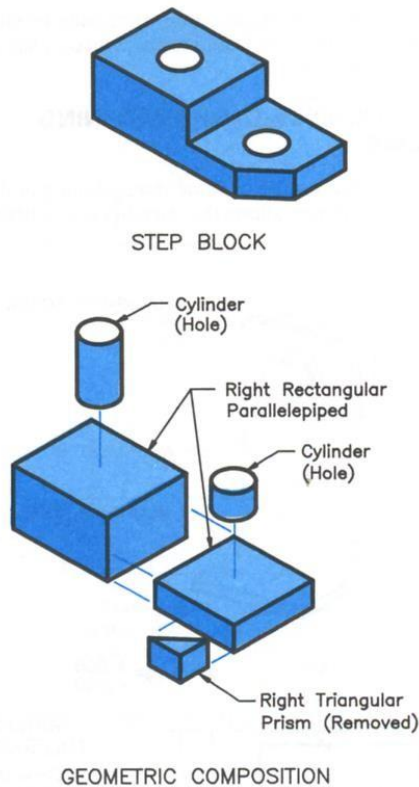 STEP BLOCK
Cylinder
(Hole)
Right Rectangular
Parallelepiped
Cylinder
(Hole)
Right Triangular
Prism (Removed)
GEOMETRIC COMPOSITION